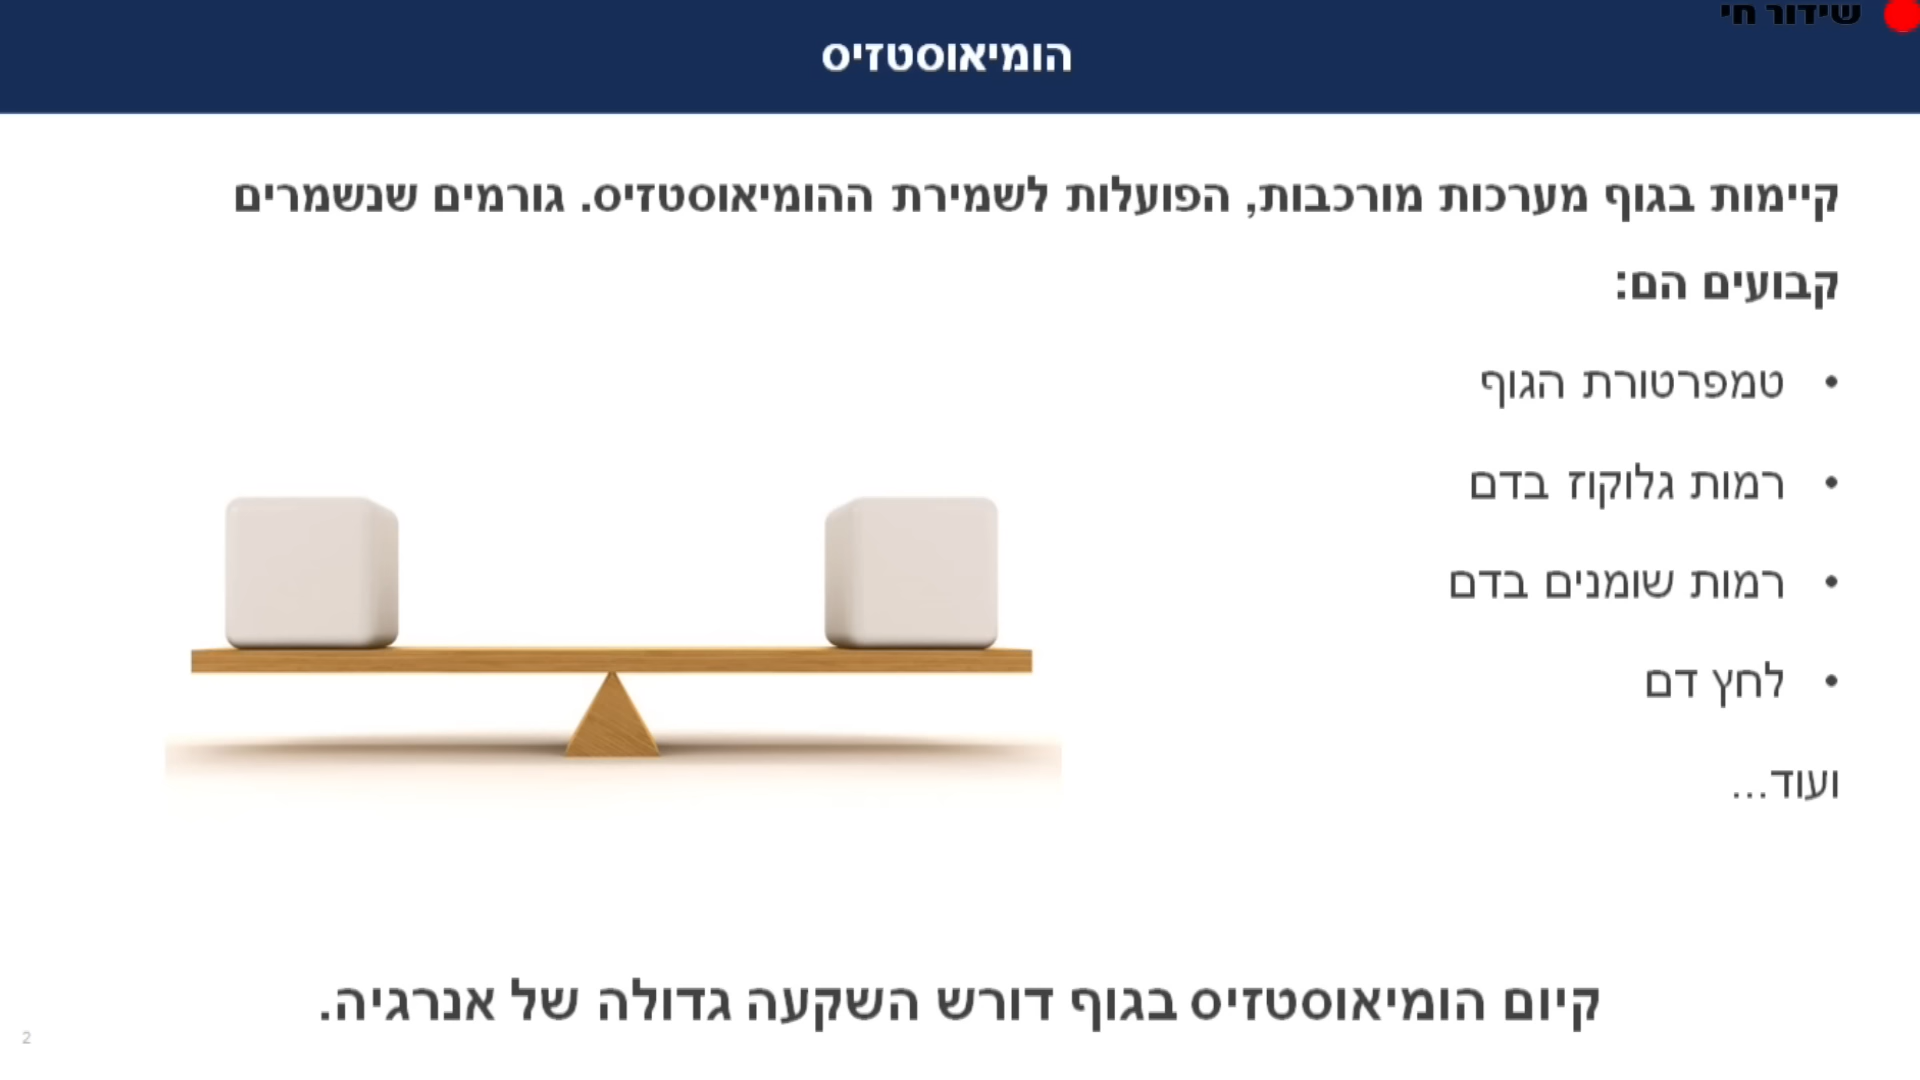 שידור חי
הומיאוסטזיס
קיימות בגוף מערכות מורכבות, הפועלות לשמירת ההומיאוסטזיס. גורמים שנשמרים
קבועים הם:
• טמפרטורת הגוף
• רמות גלוקוז בדם
• רמות שומנים בדם
• לחץ דם
ועוד...
קיום הומיאוסטזיס בגוף דורש השקעה גדולה של אנרגיה.
2